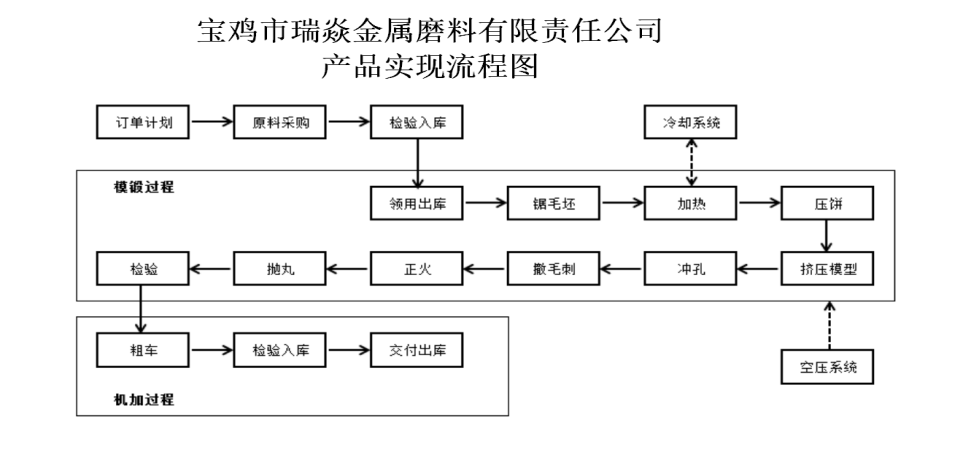 宝鸡市瑞焱金属磨料有限责任公司
产品实现流程图
订单计划
原料采购
检验入库
冷却系统
模锻过程
领用出库
锯毛坯
加热
压饼
检验
抛丸
正火
撤毛刺
冲孔
挤压模型
粗车
检验入库
交付出库
空压系统
机加过程